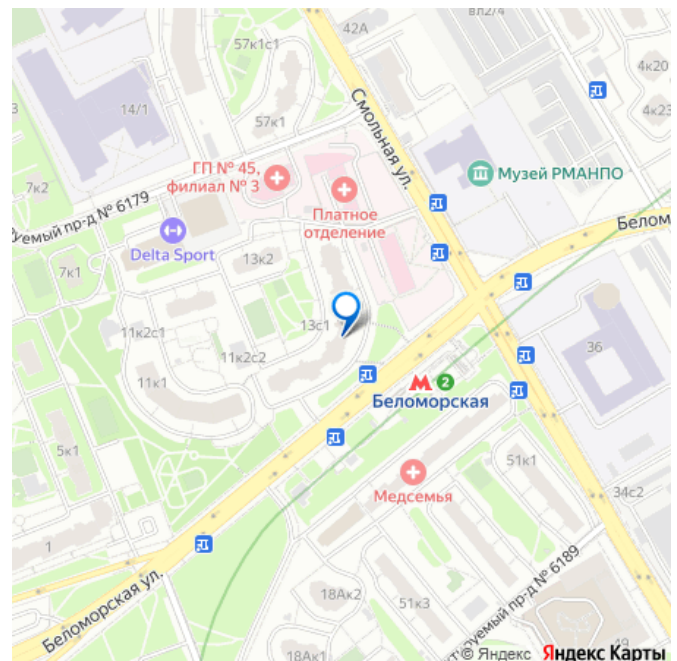 вл2/4
42А
57к1с1
4к20
14/1
4к23
57к1
Смольная ул.
ГП № 45,
филиал № 3
Музей РМАНПО
7к2
Платное
отделение
уемый пр-д № 6179
Delta Sport
Белом
13к2
7к1
13с1
11к2с1
36
11к2с2
2
11к1
Беломорская
5к1
51к1
Медсемья
34с2
1
Беломорская ул.
18Ак2
51к3
уемый пр-д № 6189
49
18Ак1
© Яндекс Яндекс Карты